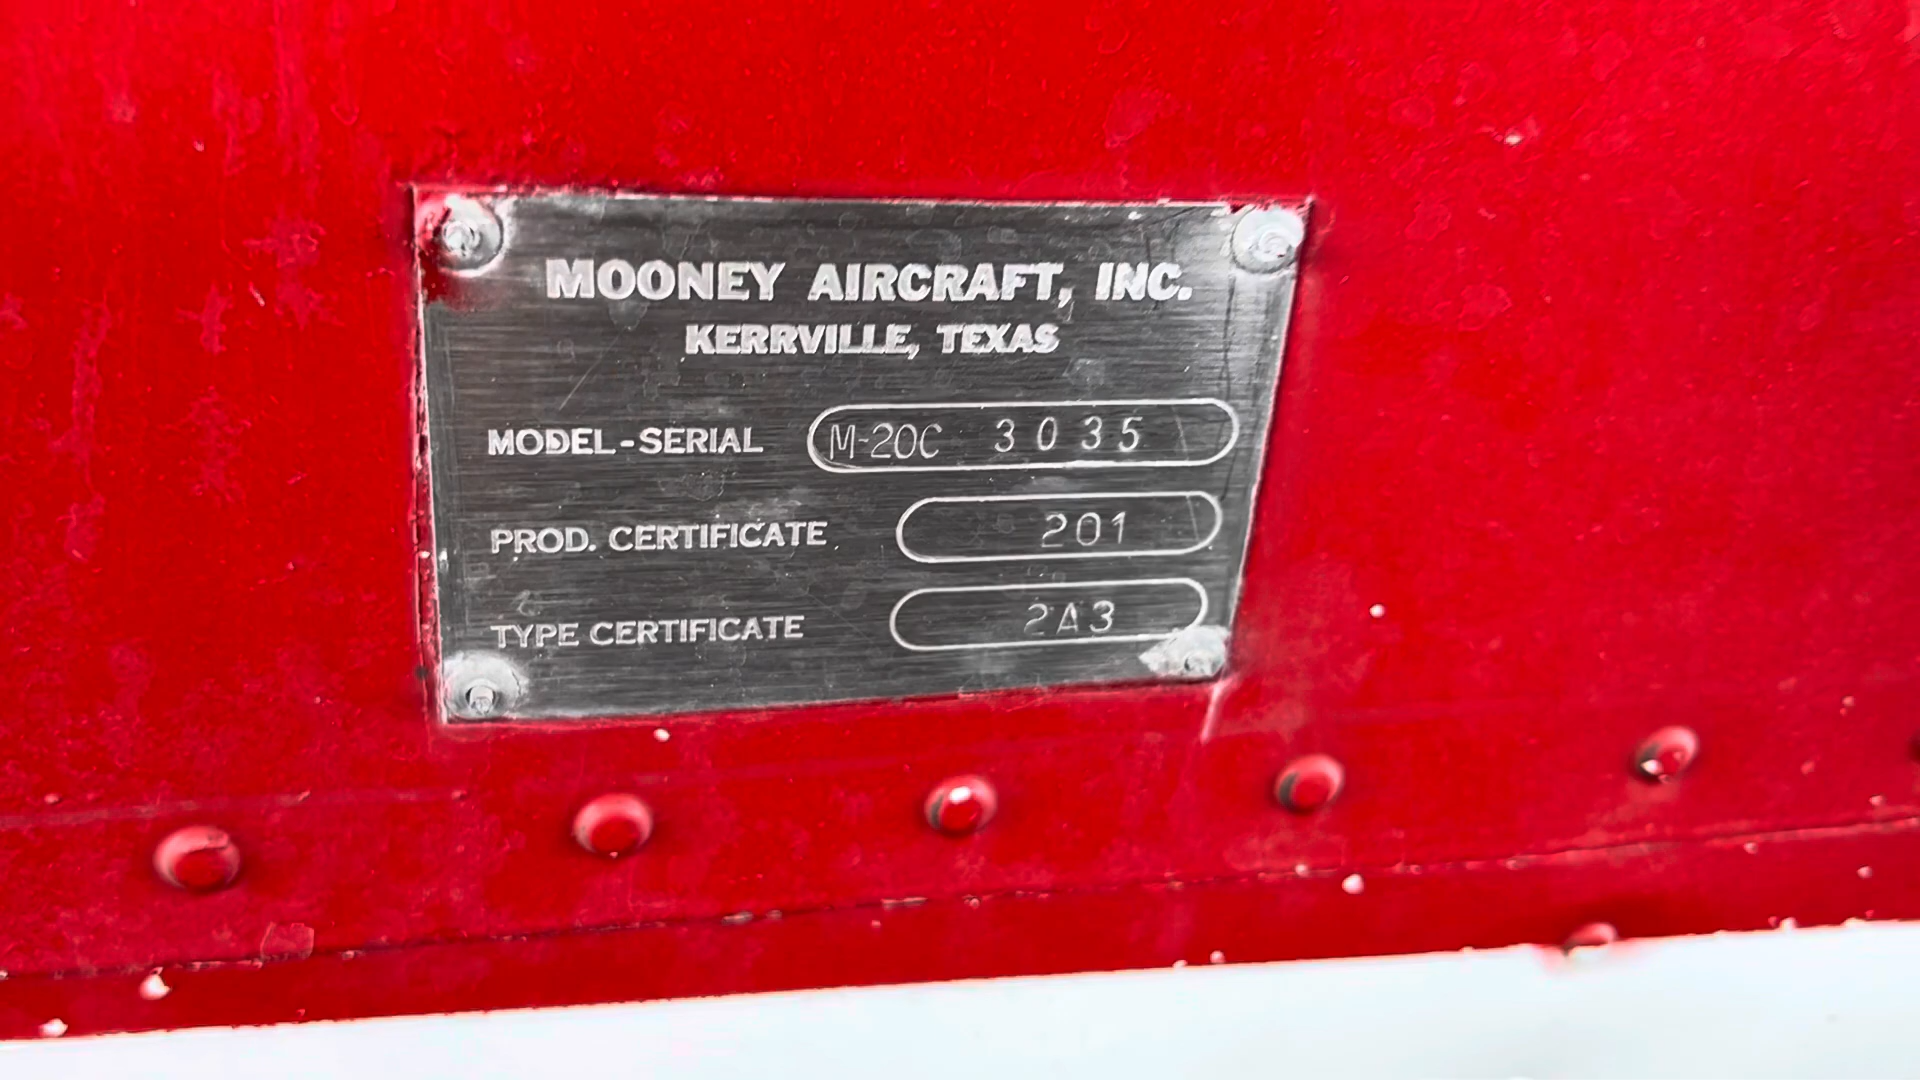 MOONEY AIRCRAFT, INC.
KERRVILLE, TEXAS
MODEL-SERIAL M-20C 3035
PROD. CERTIFICATE 201
TYPE CERTIFICATE 2A3